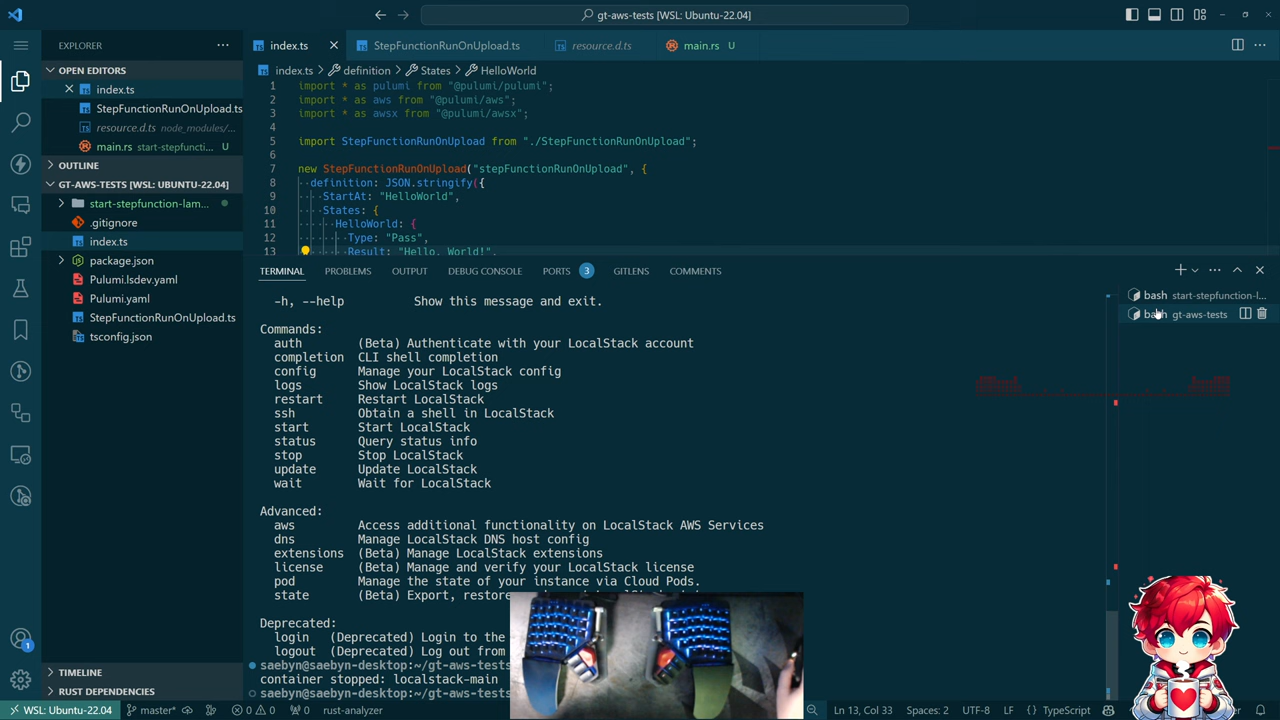 gt-aws-tests [WSL: Ubuntu-22.04]
EXPLORER
OPEN EDITORS
index.ts
StepFunctionRunOnUpload.ts
resource.d.ts node_modules/...
main.rs start-stepfuncti... U
OUTLINE
GT-AWS-TESTS [WSL: UBUNTU-22.04]
start-stepfunction-lam...
.gitignore
index.ts
package.json
Pulumi.lsdev.yaml
Pulumi.yaml
StepFunctionRunOnUpload.ts
tsconfig.json
TIMELINE
RUST DEPENDENCIES
index.ts
StepFunctionRunOnUpload.ts
resource.d.ts
main.rs U
index.ts > definition > States > HelloWorld
1 import * as pulumi from "@pulumi/pulumi";
2 import * as aws from "@pulumi/aws";
3 import * as awsx from "@pulumi/awsx";
4
5 import StepFunctionRunOnUpload from "./StepFunctionRunOnUpload";
6
7 new StepFunctionRunOnUpload("stepFunctionRunOnUpload", {
8 definition: JSON.stringify({
9 StartAt: "HelloWorld",
10 States: {
11 HelloWorld: {
12 Type: "Pass",
13 Result: "Hello, World!",
TERMINAL PROBLEMS OUTPUT DEBUG CONSOLE PORTS 3 GITLENS COMMENTS
-h, --help Show this message and exit.
Commands:
auth (Beta) Authenticate with your LocalStack account
completion CLI shell completion
config Manage your LocalStack config
logs Show LocalStack logs
restart Restart LocalStack
ssh Obtain a shell in LocalStack
start Start LocalStack
status Query status info
stop Stop LocalStack
update Update LocalStack
wait Wait for LocalStack
Advanced:
aws Access additional functionality on LocalStack AWS Services
dns Manage LocalStack DNS host config
extensions (Beta) Manage LocalStack extensions
license (Beta) Manage and verify your LocalStack license
pod Manage the state of your instance via Cloud Pods.
state (Beta) Export, restore
Deprecated:
login (Deprecated) Login to the
logout (Deprecated) Log out from
saebyn@saebyn-desktop:~/gt-aws-tests
container stopped: localstack-main
saebyn@saebyn-desktop:~/gt-aws-tests
bash start-stepfunction-l...
bash gt-aws-tests
1
WSL: Ubuntu-22.04 master* 0 0 0 rust-analyzer
Ln 13, Col 33 Spaces: 2 UTF-8 LF TypeScript